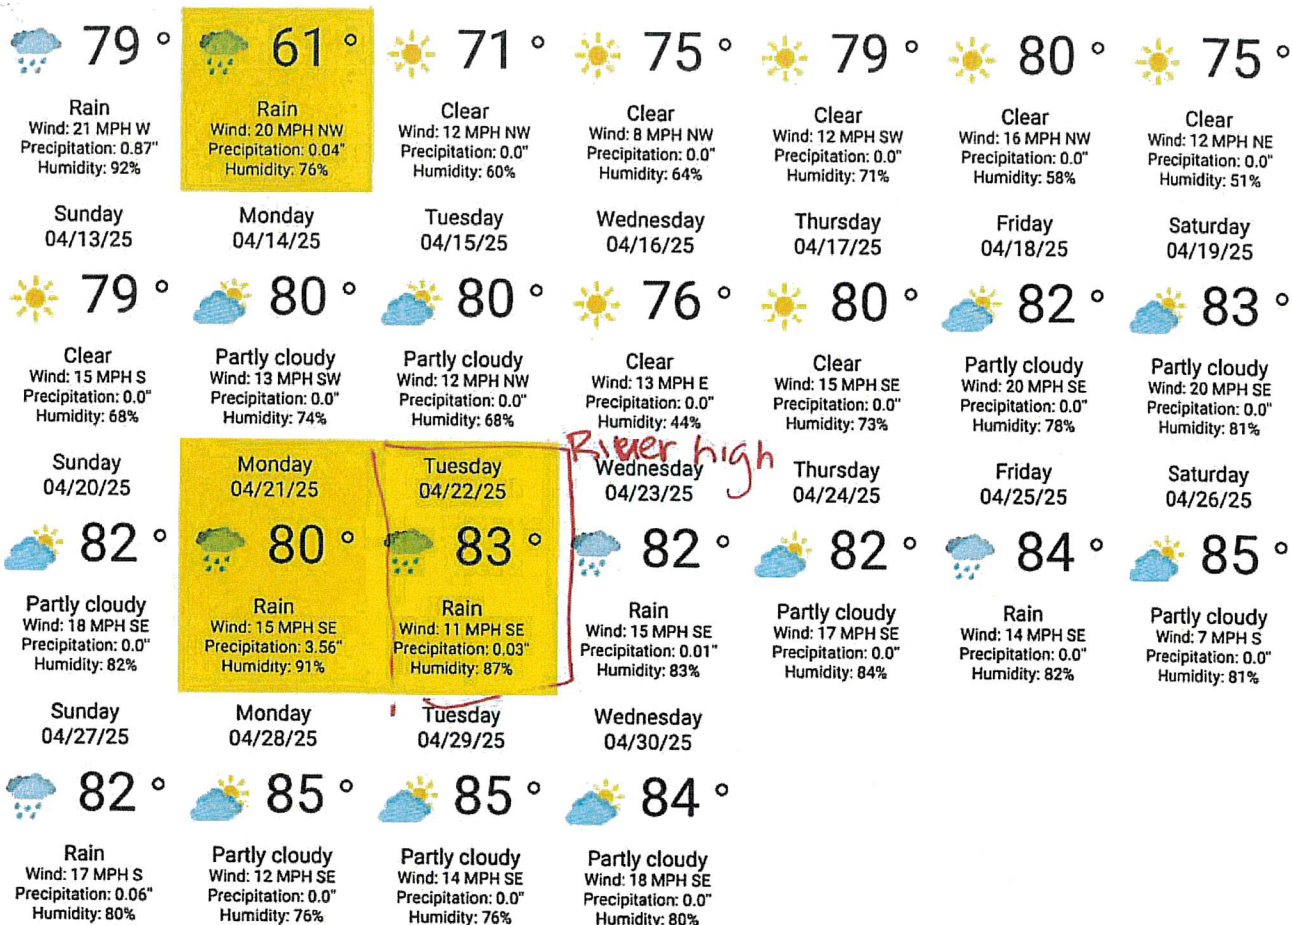 79° 61° 71° 75° 79° 80° 75°
Rain Rain Clear Clear Clear Clear Clear
Wind: 21 MPH W Wind: 20 MPH NW Wind: 12 MPH NW Wind: 8 MPH NW Wind: 12 MPH SW Wind: 16 MPH NW Wind: 12 MPH NE
Precipitation: 0.87" Precipitation: 0.04" Precipitation: 0.0" Precipitation: 0.0" Precipitation: 0.0" Precipitation: 0.0" Precipitation: 0.0"
Humidity: 92% Humidity: 76% Humidity: 60% Humidity: 64% Humidity: 71% Humidity: 58% Humidity: 51%
Sunday Monday Tuesday Wednesday Thursday Friday Saturday
04/13/25 04/14/25 04/15/25 04/16/25 04/17/25 04/18/25 04/19/25
79° 80° 80° 76° 80° 82° 83°
Clear Partly cloudy Partly cloudy Clear Clear Partly cloudy Partly cloudy
Wind: 15 MPH S Wind: 13 MPH SW Wind: 12 MPH NW Wind: 13 MPH E Wind: 15 MPH SE Wind: 20 MPH SE Wind: 20 MPH SE
Precipitation: 0.0" Precipitation: 0.0" Precipitation: 0.0" Precipitation: 0.0" Precipitation: 0.0" Precipitation: 0.0" Precipitation: 0.0"
Humidity: 68% Humidity: 74% Humidity: 68% Humidity: 44% Humidity: 73% Humidity: 78% Humidity: 81%
River high
Sunday Monday Tuesday Wednesday Thursday Friday Saturday
04/20/25 04/21/25 04/22/25 04/23/25 04/24/25 04/25/25 04/26/25
82° 80° 83° 82° 82° 84° 85°
Partly cloudy Rain Rain Rain Partly cloudy Rain Partly cloudy
Wind: 18 MPH SE Wind: 15 MPH SE Wind: 11 MPH SE Wind: 15 MPH SE Wind: 17 MPH SE Wind: 14 MPH SE Wind: 7 MPH S
Precipitation: 0.0" Precipitation: 3.56" Precipitation: 0.03" Precipitation: 0.01" Precipitation: 0.0" Precipitation: 0.0" Precipitation: 0.0"
Humidity: 82% Humidity: 91% Humidity: 87% Humidity: 83% Humidity: 84% Humidity: 82% Humidity: 81%
Sunday Monday Tuesday Wednesday
04/27/25 04/28/25 04/29/25 04/30/25
82° 85° 85° 84°
Rain Partly cloudy Partly cloudy Partly cloudy
Wind: 17 MPH S Wind: 12 MPH SE Wind: 14 MPH SE Wind: 18 MPH SE
Precipitation: 0.06" Precipitation: 0.0" Precipitation: 0.0" Precipitation: 0.0"
Humidity: 80% Humidity: 76% Humidity: 76% Humidity: 80%